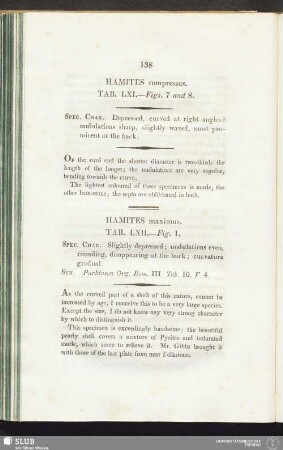 138
HAMITES compressus.
TAB. LXI.—Figs. 7 and 8.
SPEC. CHAR. Depressed, curved at right angles?
undulations sharp, slightly waved, most pro-
minent at the back.
ON the oval end the shorter diameter is two-thirds the
length of the longer; the undulations are very regular,
bending towards the curve.
The lightest coloured of these specimens is marle, the
other lime-stone; the septa are obliterated in both.
HAMITES maximus.
TAB. LXII.—Fig. 1.
SPEC. CHAR. Slightly depressed; undulations even,
rounding, disappearing at the back; curvature
gradual.
SYN. Parkinson Org. Rem. III. Tab. 10. F 4.
As the curved part of a shell of this nature, cannot be
increased by age, I conceive this to be a very large species.
Except the size, I do not know any very strong character
by which to distinguish it.
This specimen is exceedingly handsome; the beautiful
pearly shell covers a mixture of Pyrites and indurated
marle, which serve to relieve it. Mr. Gibbs brought it
with those of the last plate from near Folkstone.
SLUB
Wir führen Wissen.